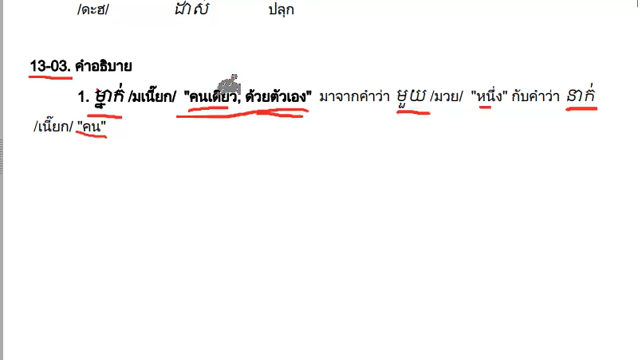 /ดะฮ/ ដាស់ ปลุก
13-03. คำอธิบาย
1. ម្នាក់ /มเนี๊ยก/ "คนเดียว, ด้วยตัวเอง" มาจากคำว่า មួយ /มวย/ "หนึ่ง" กับคำว่า នាក់
/เนี๊ยก/ "คน"